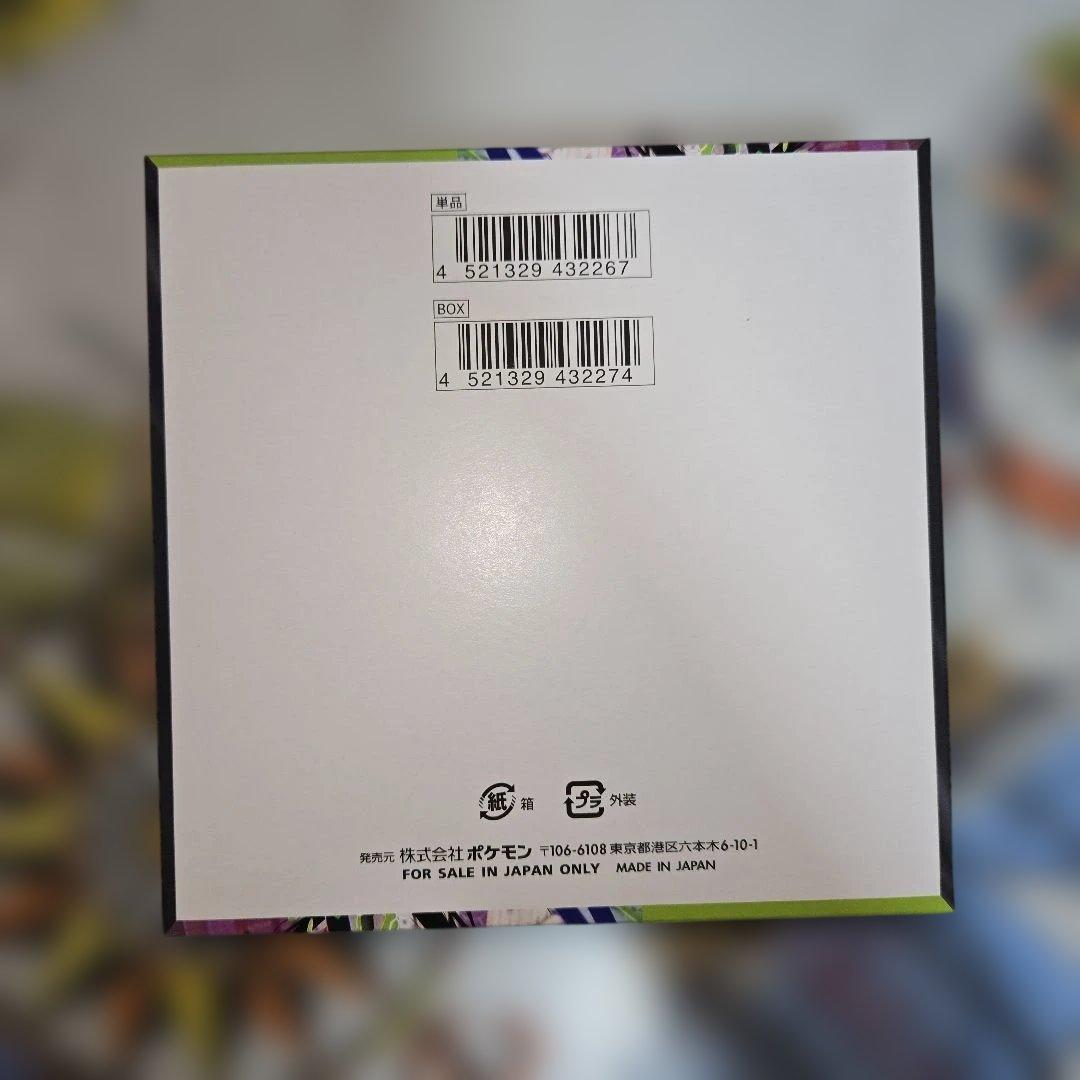 単品
4 521329 432267
BOX
4 521329 432274
紙 箱 プラ 外装
発売元 株式会社 ポケモン 〒106-6108 東京都港区六本木6-10-1
FOR SALE IN JAPAN ONLY MADE IN JAPAN